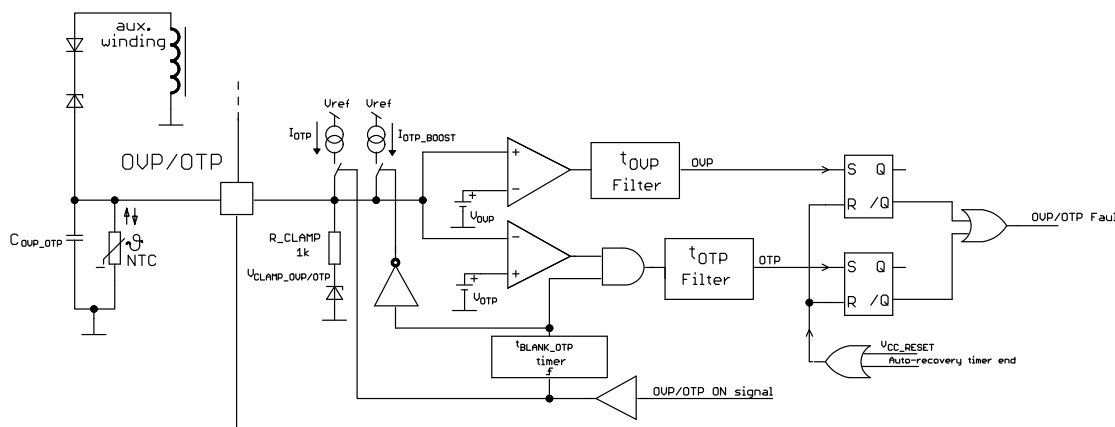 aux.
winding
OVP/OTP
COVP_OTP
NTC
Vref
Vref
IOTP
IOTP_BOOST
R_CLAMP
1k
VCLAMP_OVP/OTP
+
−
+
VOVP
−
+
+
VOTP
tOVP
Filter
OVP
tOTP
Filter
OTP
tBLANK_OTP
timer
OVP/OTP ON signal
S Q
R /Q
S Q
R /Q
OVP/OTP Faul
VCC_RESET
Auto-recovery timer end